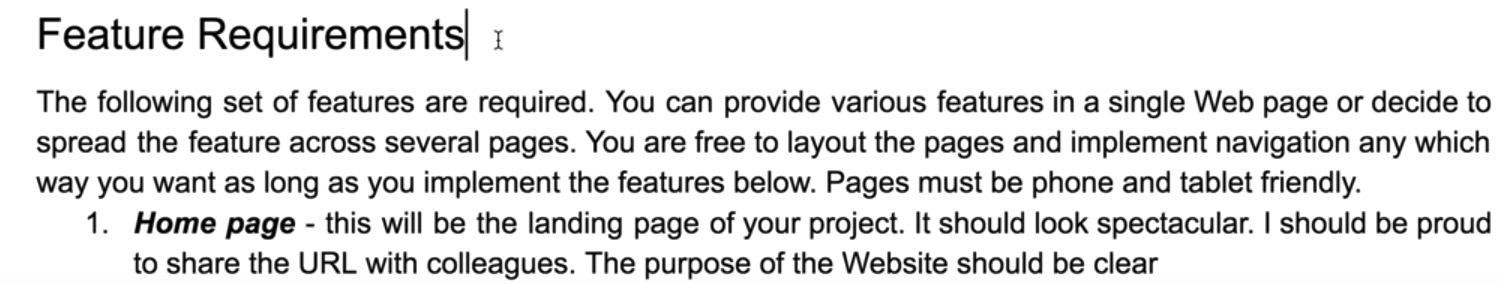 Feature Requirements
The following set of features are required. You can provide various features in a single Web page or decide to
spread the feature across several pages. You are free to layout the pages and implement navigation any which
way you want as long as you implement the features below. Pages must be phone and tablet friendly.
1. Home page - this will be the landing page of your project. It should look spectacular. I should be proud
to share the URL with colleagues. The purpose of the Website should be clear